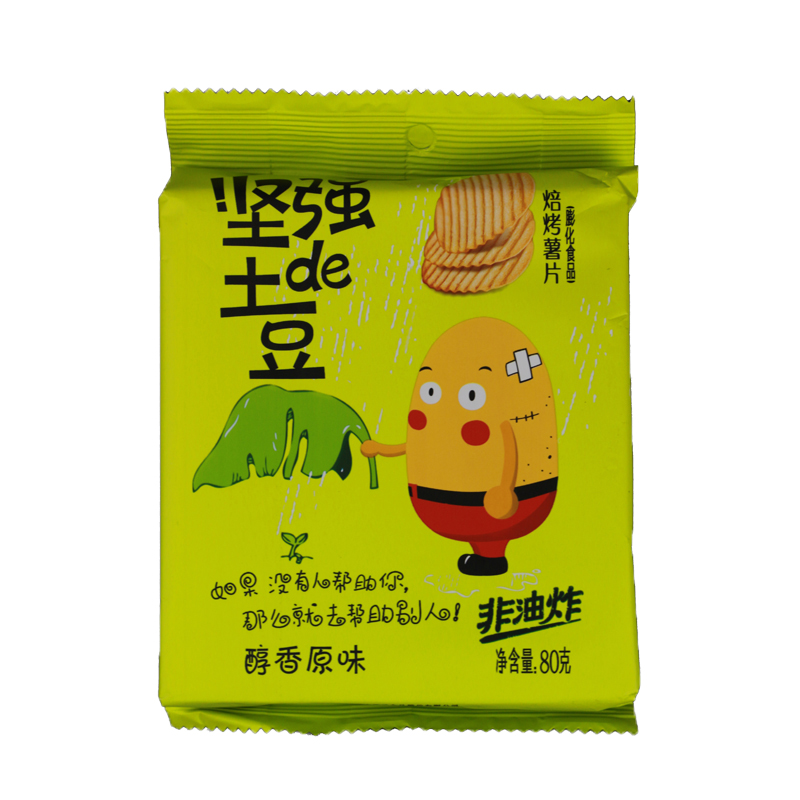 坚强
de
土
豆
焙烤薯片
(膨化食品)
如果没有人帮助你,
那么就去帮助别人!
非油炸
醇香原味
净含量:80克